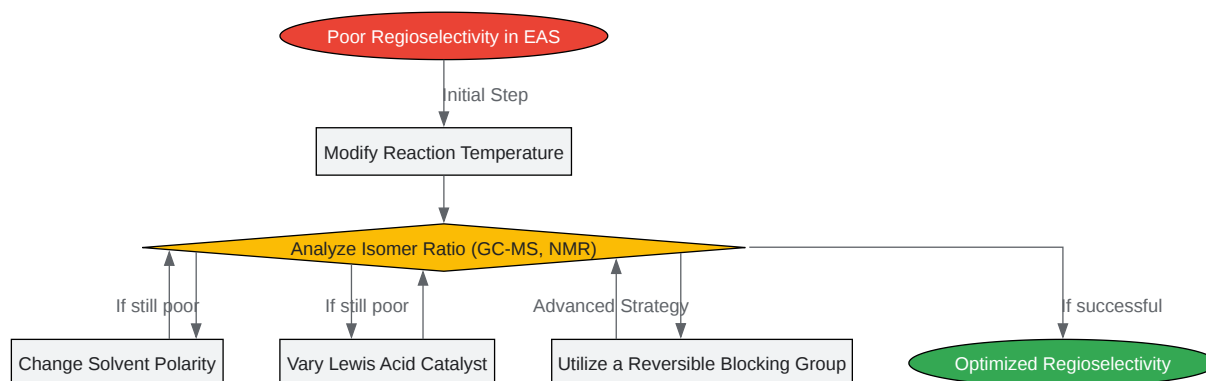 Poor Regioselectivity in EAS
Initial Step
Modify Reaction Temperature
Analyze Isomer Ratio (GC-MS, NMR)
If still poor
If still poor
Advanced Strategy
If successful
Change Solvent Polarity
Vary Lewis Acid Catalyst
Utilize a Reversible Blocking Group
Optimized Regioselectivity